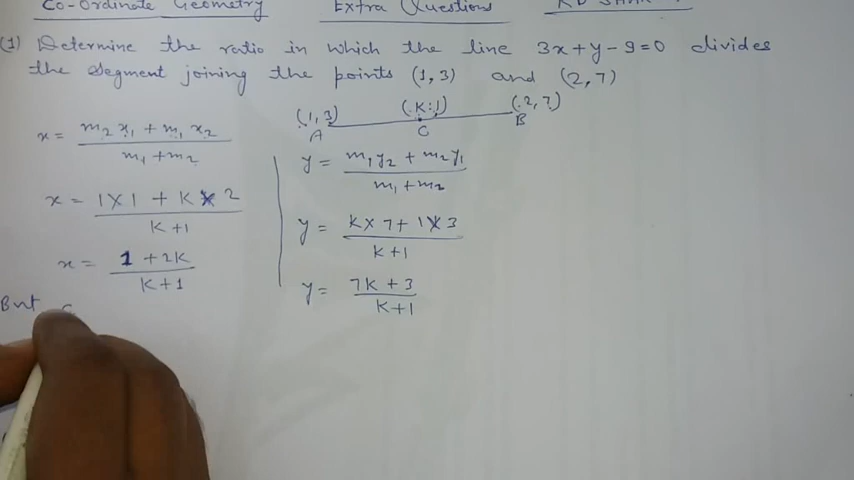 Co-Ordinate Geometry Extra Questions
(1) Determine the ratio in which the line 3x+y-9=0 divides
the segment joining the points (1,3) and (2,7)
(1,3) (K:1) (2,7)
A C B
x = m₂x₁ + m₁x₂ / m₁+m₂
x = 1×1 + K×2 / K+1
x = 1+2K / K+1
y = m₁y₂ + m₂y₁ / m₁+m₂
y = K×7+1×3 / K+1
y = 7K+3 / K+1
But